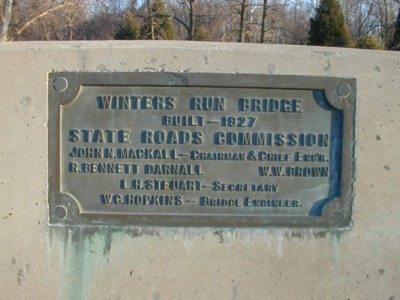 WINTERS RUN BRIDGE
BUILT — 1927
STATE ROADS COMMISSION
JOHN N. MACKALL — CHAIRMAN & CHIEF ENG'R.
R. BENNETT DARNALL W. W. BROWN
L. H. STEUART — SECRETARY
W. C. HOPKINS — BRIDGE ENGINEER.